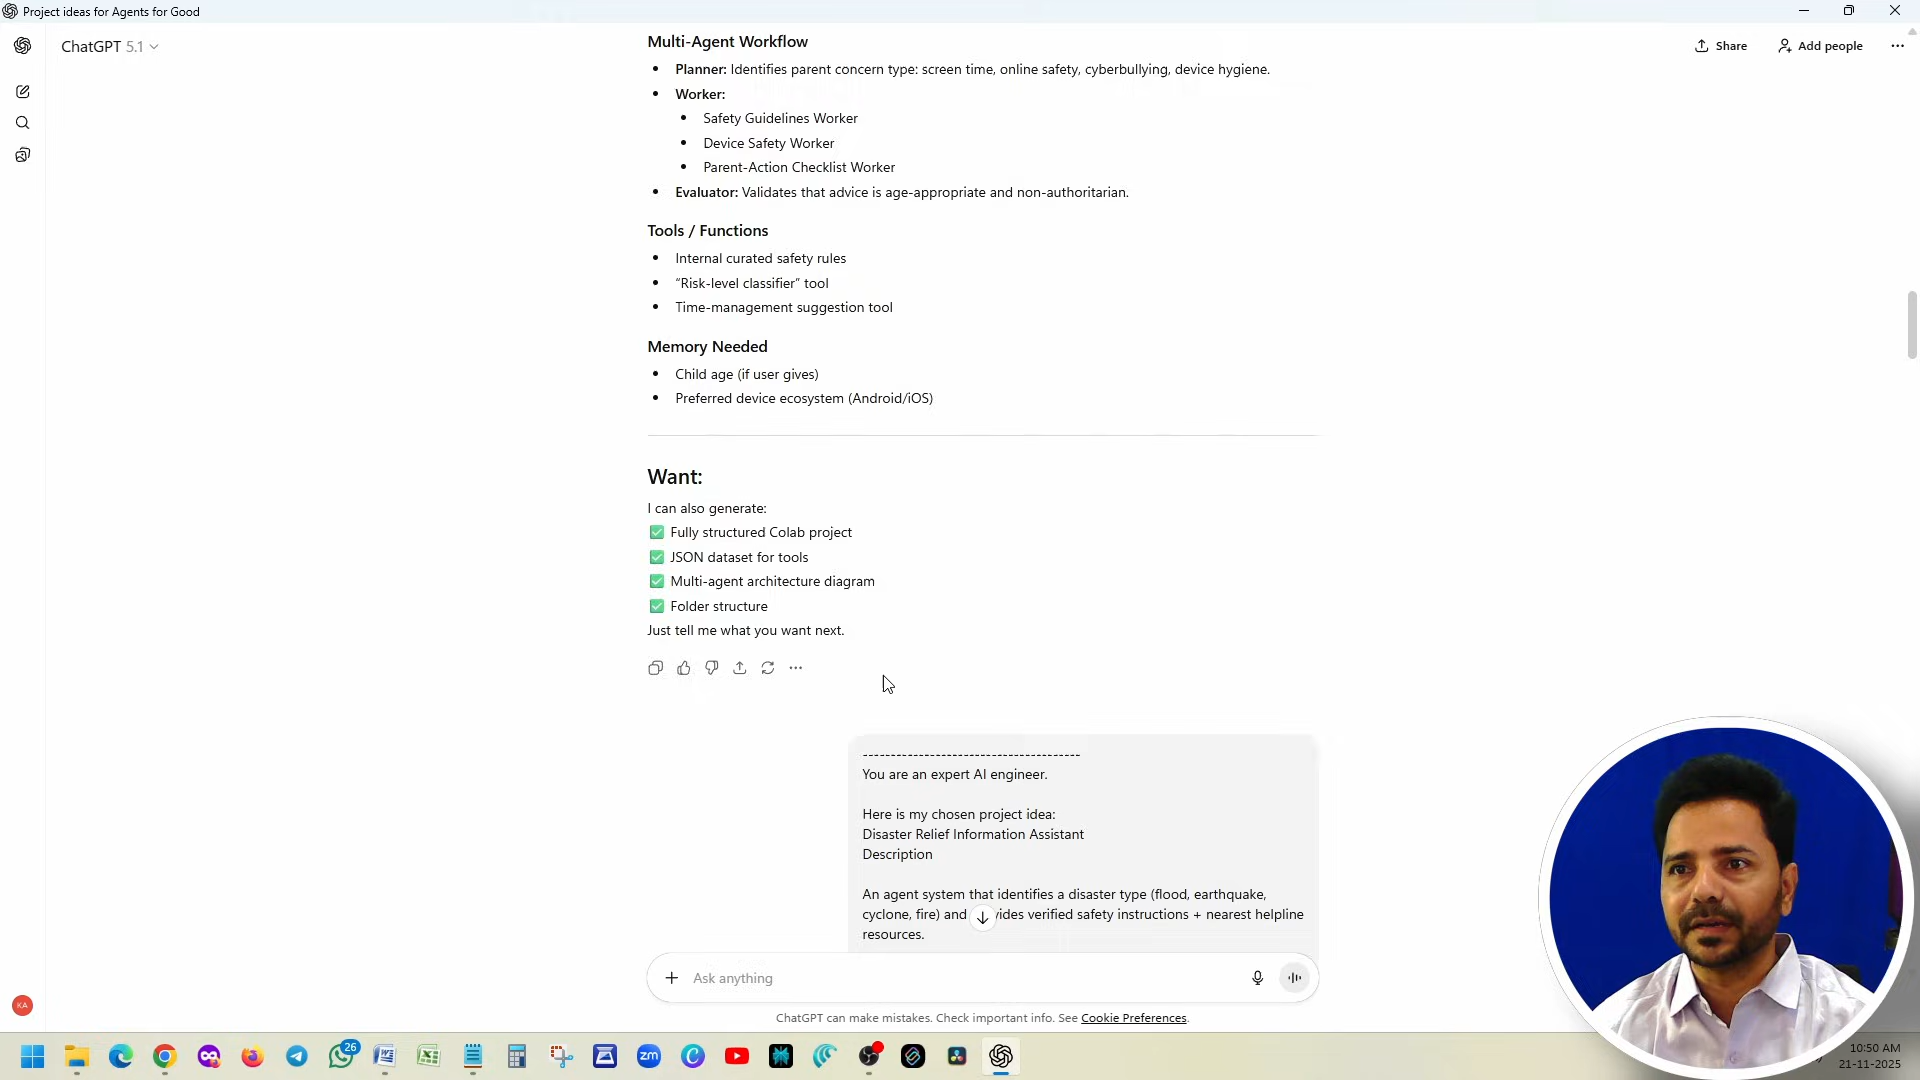 Project ideas for Agents for Good
ChatGPT 5.1
Share
Add people
Multi-Agent Workflow
Planner: Identifies parent concern type: screen time, online safety, cyberbullying, device hygiene.
Worker:
Safety Guidelines Worker
Device Safety Worker
Parent-Action Checklist Worker
Evaluator: Validates that advice is age-appropriate and non-authoritarian.
Tools / Functions
Internal curated safety rules
“Risk-level classifier” tool
Time-management suggestion tool
Memory Needed
Child age (if user gives)
Preferred device ecosystem (Android/iOS)
Want:
I can also generate:
✅ Fully structured Colab project
✅ JSON dataset for tools
✅ Multi-agent architecture diagram
✅ Folder structure
Just tell me what you want next.
---------------------------------------
You are an expert AI engineer.
Here is my chosen project idea:
Disaster Relief Information Assistant
Description
An agent system that identifies a disaster type (flood, earthquake,
cyclone, fire) and vides verified safety instructions + nearest helpline
resources.
Ask anything
ChatGPT can make mistakes. Check important info. See Cookie Preferences.
KA
26
zm
10:50 AM
21-11-2025